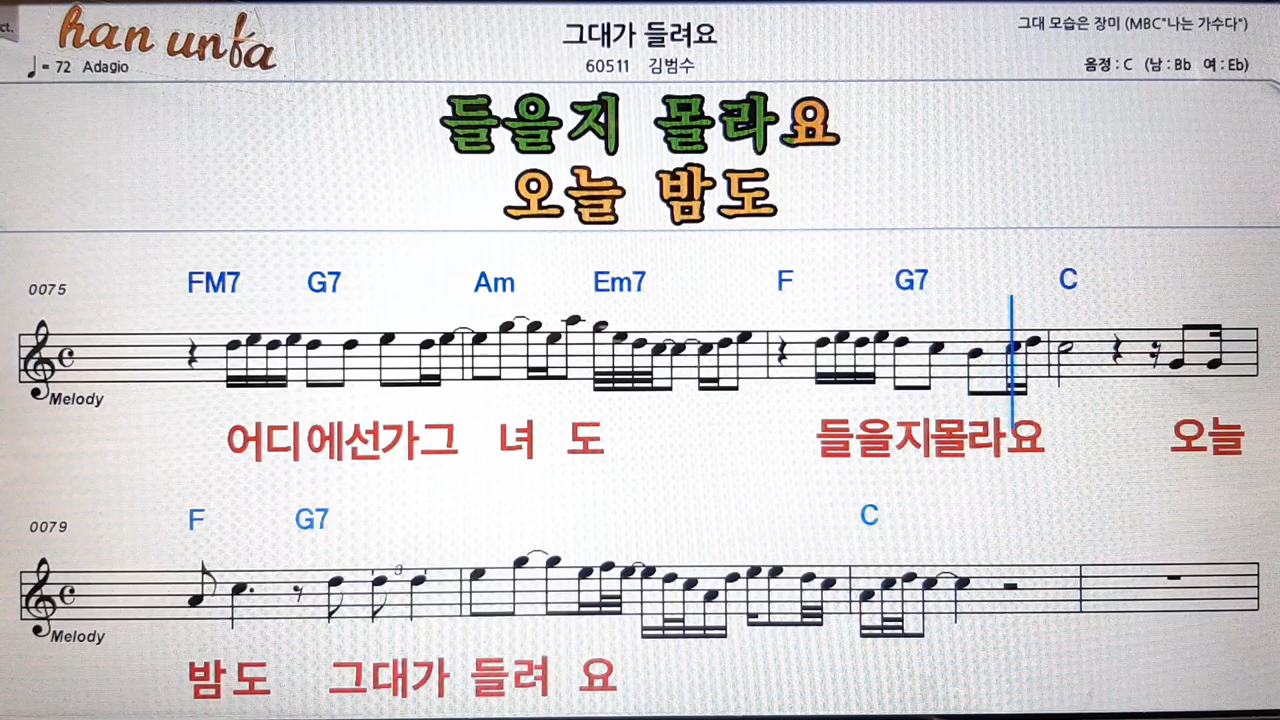 ct.
han unfa
그대가 들려요
그대 모습은 장미 (MBC"나는 가수다")
♩= 72 Adagio
60511 김범수
음정 : C (남 : Bb 여 : Eb)
들을지 몰라요
오늘 밤도
0075
FM7 G7 Am Em7 F G7 C
Melody
어디에선가그 녀 도 들을지몰라요 오늘
0079
F G7 C
3
Melody
밤도 그대가 들려 요